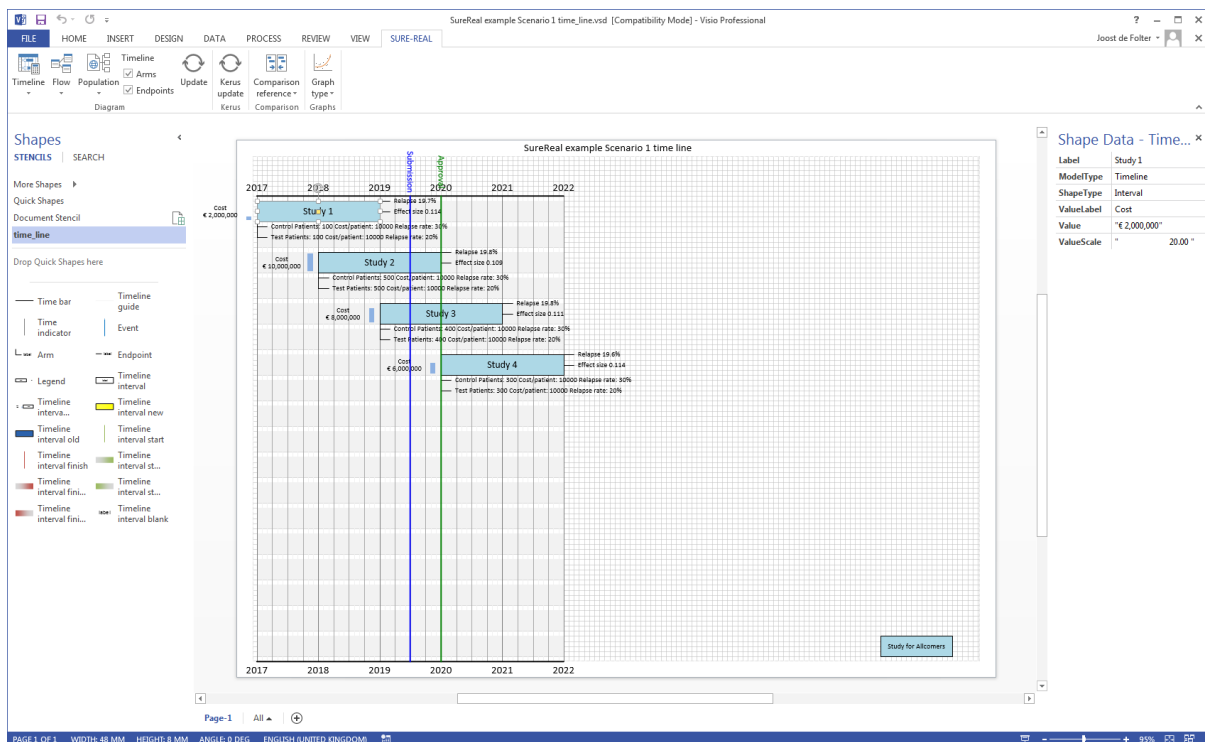 SureReal example Scenario 1 time_line.vsd [Compatibility Mode] - Visio Professional
FILE HOME INSERT DESIGN DATA PROCESS REVIEW VIEW SURE-REAL
Joost de Folter
Timeline
Flow
Population
Timeline
Arms
Endpoints
Update
Kerus update
Comparison reference
Graph type
Diagram
Kerus
Comparison
Graphs
Shapes
STENCILS SEARCH
More Shapes
Quick Shapes
Document Stencil
time_line
Drop Quick Shapes here
Time bar
Timeline guide
Time indicator
Event
Arm
Endpoint
Legend
Timeline interval
Timeline interva...
Timeline interval new
Timeline interval old
Timeline interval start
Timeline interval finish
Timeline interval st...
Timeline interval fini...
Timeline interval st...
Timeline interval fini...
Timeline interval blank
SureReal example Scenario 1 time line
Submission
2017 2018 2019 2020 2021 2022
Cost
€ 2,000,000
Study 1
Relapse 19.7%
Effect size 0.114
Control Patients: 100 Cost/patient: 10000 Relapse rate: 30%
Test Patients: 100 Cost/patient: 10000 Relapse rate: 20%
Cost
€ 10,000,000
Study 2
Relapse 19.8%
Effect size 0.109
Control Patients: 500 Cost/patient: 10000 Relapse rate: 30%
Test Patients: 500 Cost/patient: 10000 Relapse rate: 20%
Cost
€ 8,000,000
Study 3
Relapse 19.8%
Effect size 0.111
Control Patients: 400 Cost/patient: 10000 Relapse rate: 30%
Test Patients: 400 Cost/patient: 10000 Relapse rate: 20%
Cost
€ 6,000,000
Study 4
Relapse 19.6%
Effect size 0.114
Control Patients: 300 Cost/patient: 10000 Relapse rate: 30%
Test Patients: 300 Cost/patient: 10000 Relapse rate: 20%
Study for Allcomers
2017 2018 2019 2020 2021 2022
Shape Data - Time...
Label Study 1
ModelType Timeline
ShapeType Interval
ValueLabel Cost
Value "€ 2,000,000"
ValueScale " 20.00 "
Page-1 All
PAGE 1 OF 1 WIDTH: 48 MM HEIGHT: 8 MM ANGLE: 0 DEG ENGLISH (UNITED KINGDOM)
95%